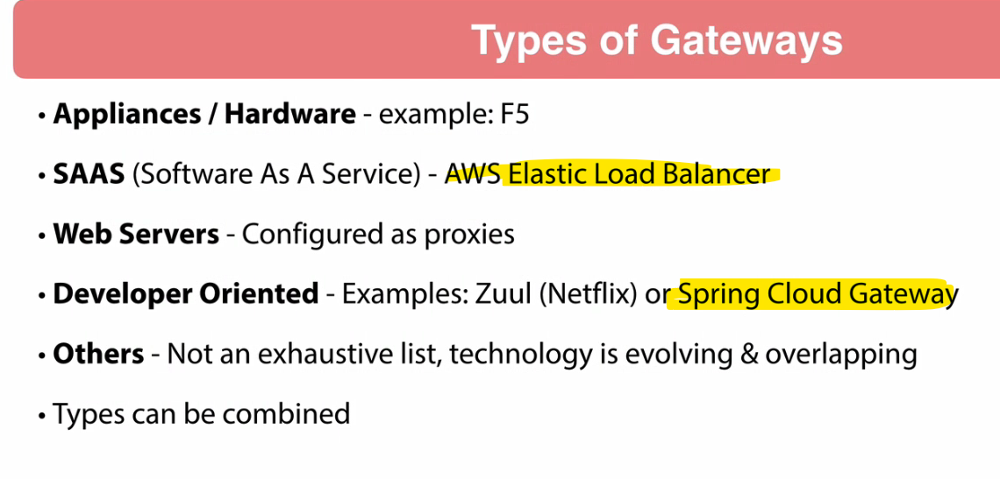 Types of Gateways
• Appliances / Hardware - example: F5
• SAAS (Software As A Service) - AWS Elastic Load Balancer
• Web Servers - Configured as proxies
• Developer Oriented - Examples: Zuul (Netflix) or Spring Cloud Gateway
• Others - Not an exhaustive list, technology is evolving & overlapping
• Types can be combined